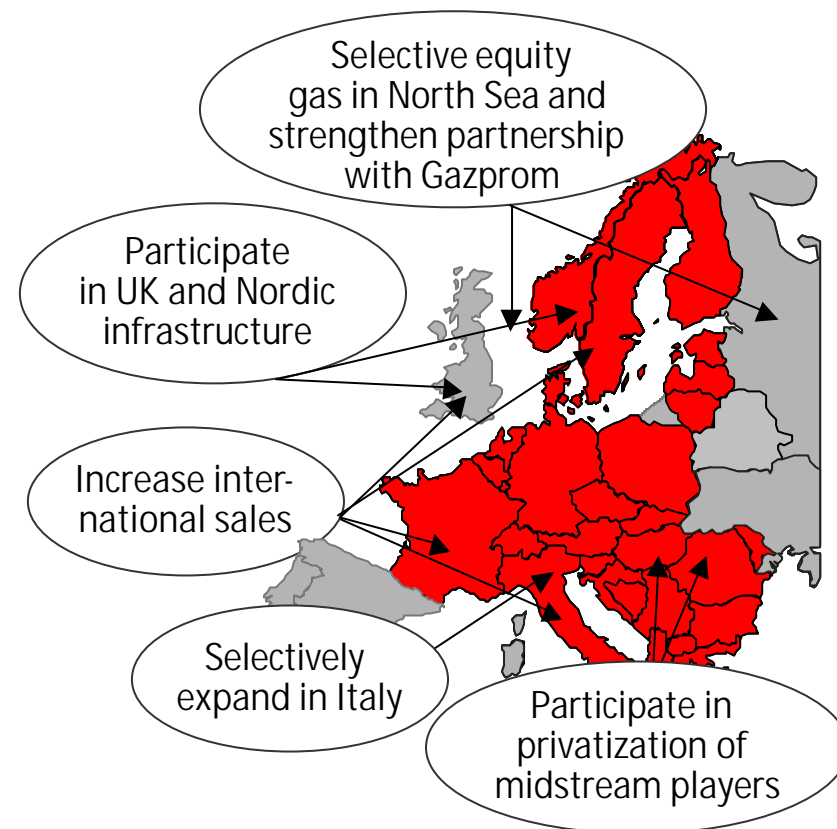 Selective equity
gas in North Sea and
strengthen partnership
with Gazprom
Participate
in UK and Nordic
infrastructure
Increase inter-
national sales
Selectively
expand in Italy
Participate in
privatization of
midstream players